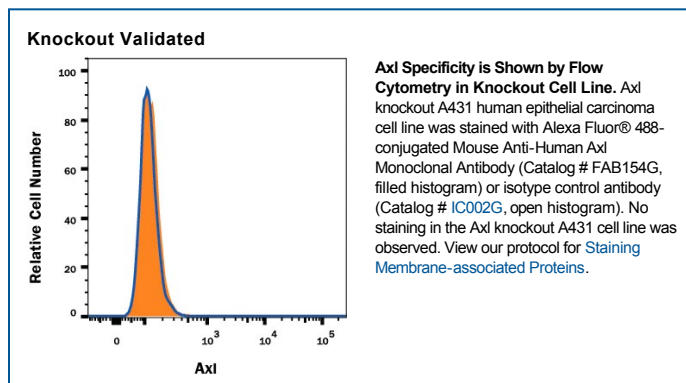 Knockout Validated
100
80
60
40
20
0
Relative Cell Number
0
10³
10⁴
10⁵
Axl
Axl Specificity is Shown by Flow
Cytometry in Knockout Cell Line. Axl
knockout A431 human epithelial carcinoma
cell line was stained with Alexa Fluor® 488-
conjugated Mouse Anti-Human Axl
Monoclonal Antibody (Catalog # FAB154G,
filled histogram) or isotype control antibody
(Catalog # IC002G, open histogram). No
staining in the Axl knockout A431 cell line was
observed. View our protocol for Staining
Membrane-associated Proteins.